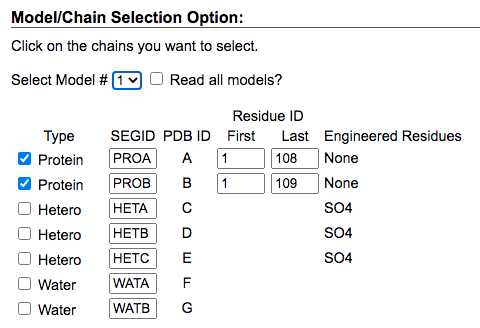 Model/Chain Selection Option:
Click on the chains you want to select.
Select Model # 1 Read all models?
Residue ID
Type SEGID PDB ID First Last Engineered Residues
Protein PROA A 1 108 None
Protein PROB B 1 109 None
Hetero HETA C SO4
Hetero HETB D SO4
Hetero HETC E SO4
Water WATA F
Water WATB G